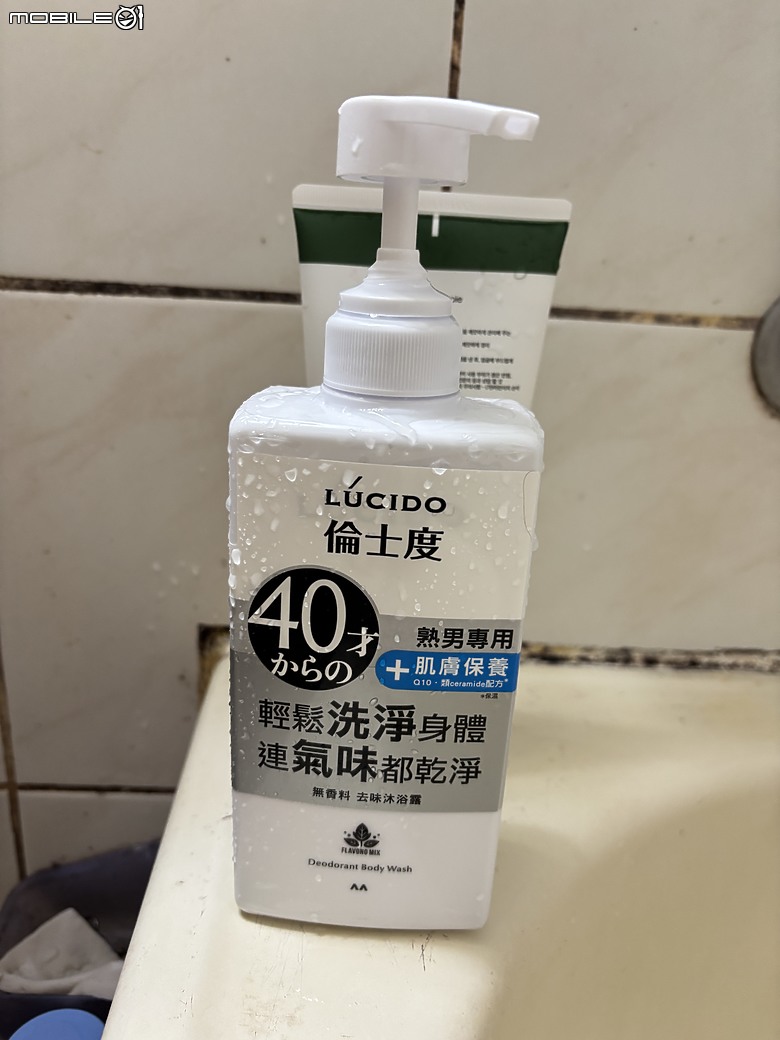 MOBILE01
LÚCIDO
倫士度
40才
からの
熟男專用
+肌膚保養
Q10・類ceramide配方*
*保濕
輕鬆洗淨身體
連氣味都乾淨
無香料 去味沐浴露
FLAVONO MIX
Deodorant Body Wash